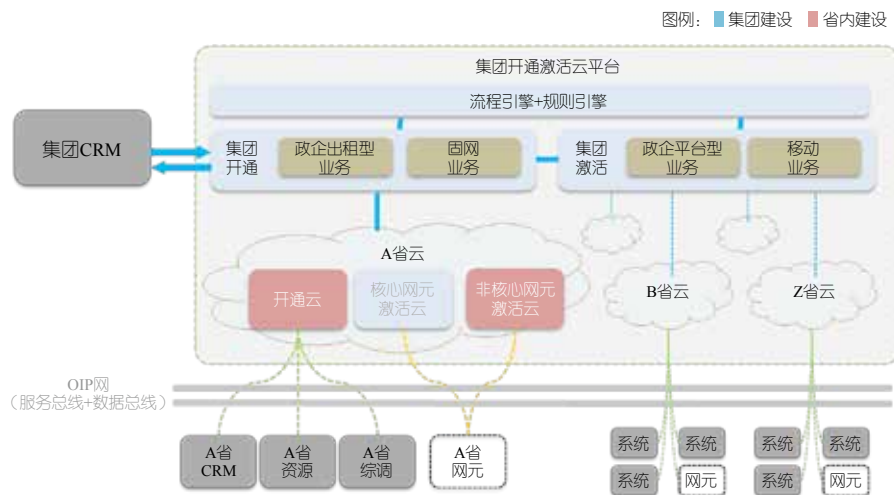 图例： 集团建设 省内建设
集团开通激活云平台
流程引擎+规则引擎
集团CRM
集团
开通
政企出租型
业务
固网
业务
集团
激活
政企平台型
业务
移动
业务
A省云
开通云
核心网元
激活云
非核心网元
激活云
B省云
Z省云
OIP网
（服务总线+数据总线）
A省
CRM
A省
资源
A省
综调
A省
网元
系统
系统
系统
网元
系统
系统
系统
网元